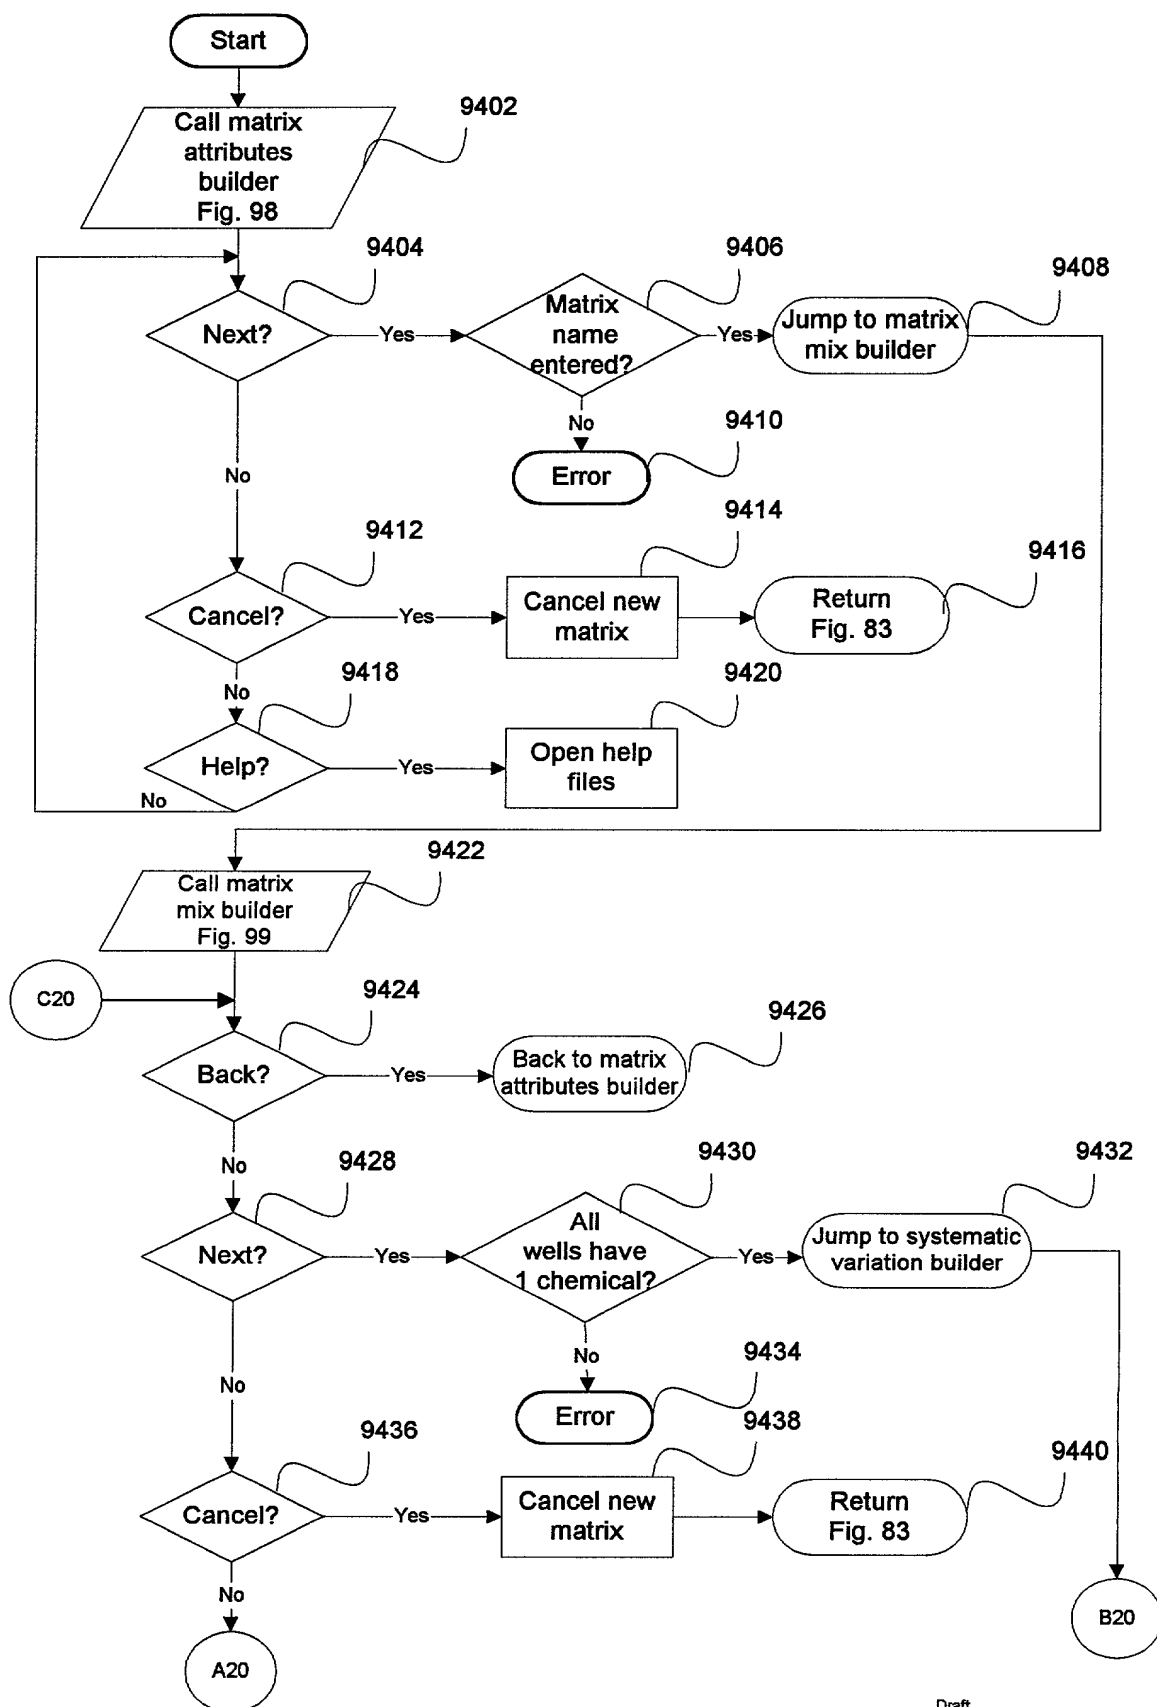 Start
Call matrix
attributes
builder
Fig. 98
9402
9404
9406
9408
Next?
Yes
Matrix
name
entered?
Yes
Jump to matrix
mix builder
No
9410
Error
No
9412
9414
9416
Cancel?
Yes
Cancel new
matrix
Return
Fig. 83
No
9418
9420
Help?
Yes
Open help
files
No
9422
Call matrix
mix builder
Fig. 99
C20
9424
9426
Back?
Yes
Back to matrix
attributes builder
No
9428
9430
9432
Next?
Yes
All
wells have
1 chemical?
Yes
Jump to systematic
variation builder
No
9434
Error
No
9436
9438
9440
Cancel?
Yes
Cancel new
matrix
Return
Fig. 83
No
A20
B20
Draft